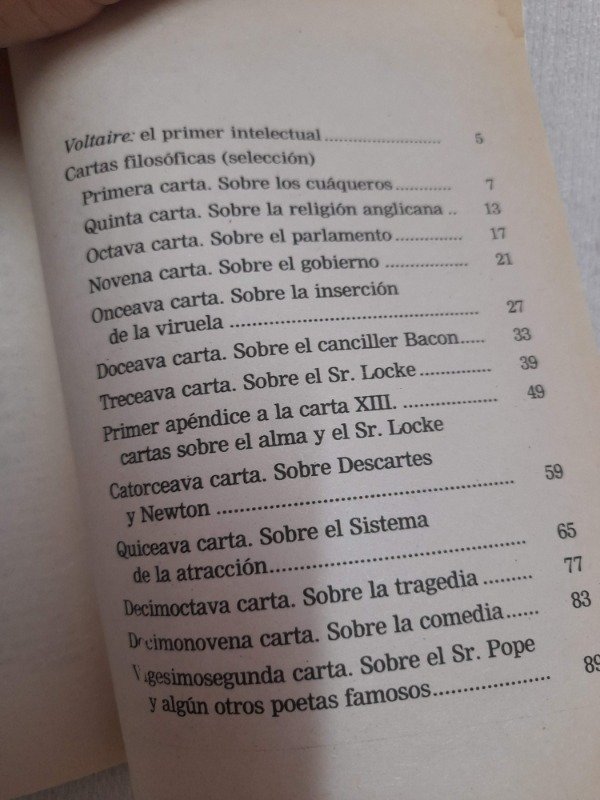 Voltaire: el primer intelectual ........................ 5
Cartas filosóficas (selección)
Primera carta. Sobre los cuáqueros ............ 7
Quinta carta. Sobre la religión anglicana .. 13
Octava carta. Sobre el parlamento ............. 17
Novena carta. Sobre el gobierno ................ 21
Onceava carta. Sobre la inserción
de la viruela ................................................ 27
Doceava carta. Sobre el canciller Bacon..... 33
Treceava carta. Sobre el Sr. Locke ............. 39
Primer apéndice a la carta XIII. ................. 49
cartas sobre el alma y el Sr. Locke
Catorceava carta. Sobre Descartes
y Newton ..................................................... 59
Quiceava carta. Sobre el Sistema
de la atracción.............................................. 65
Decimoctava carta. Sobre la tragedia ......... 77
Decimonovena carta. Sobre la comedia...... 83
Vigesimosegunda carta. Sobre el Sr. Pope
y algún otros poetas famosos..................... 89